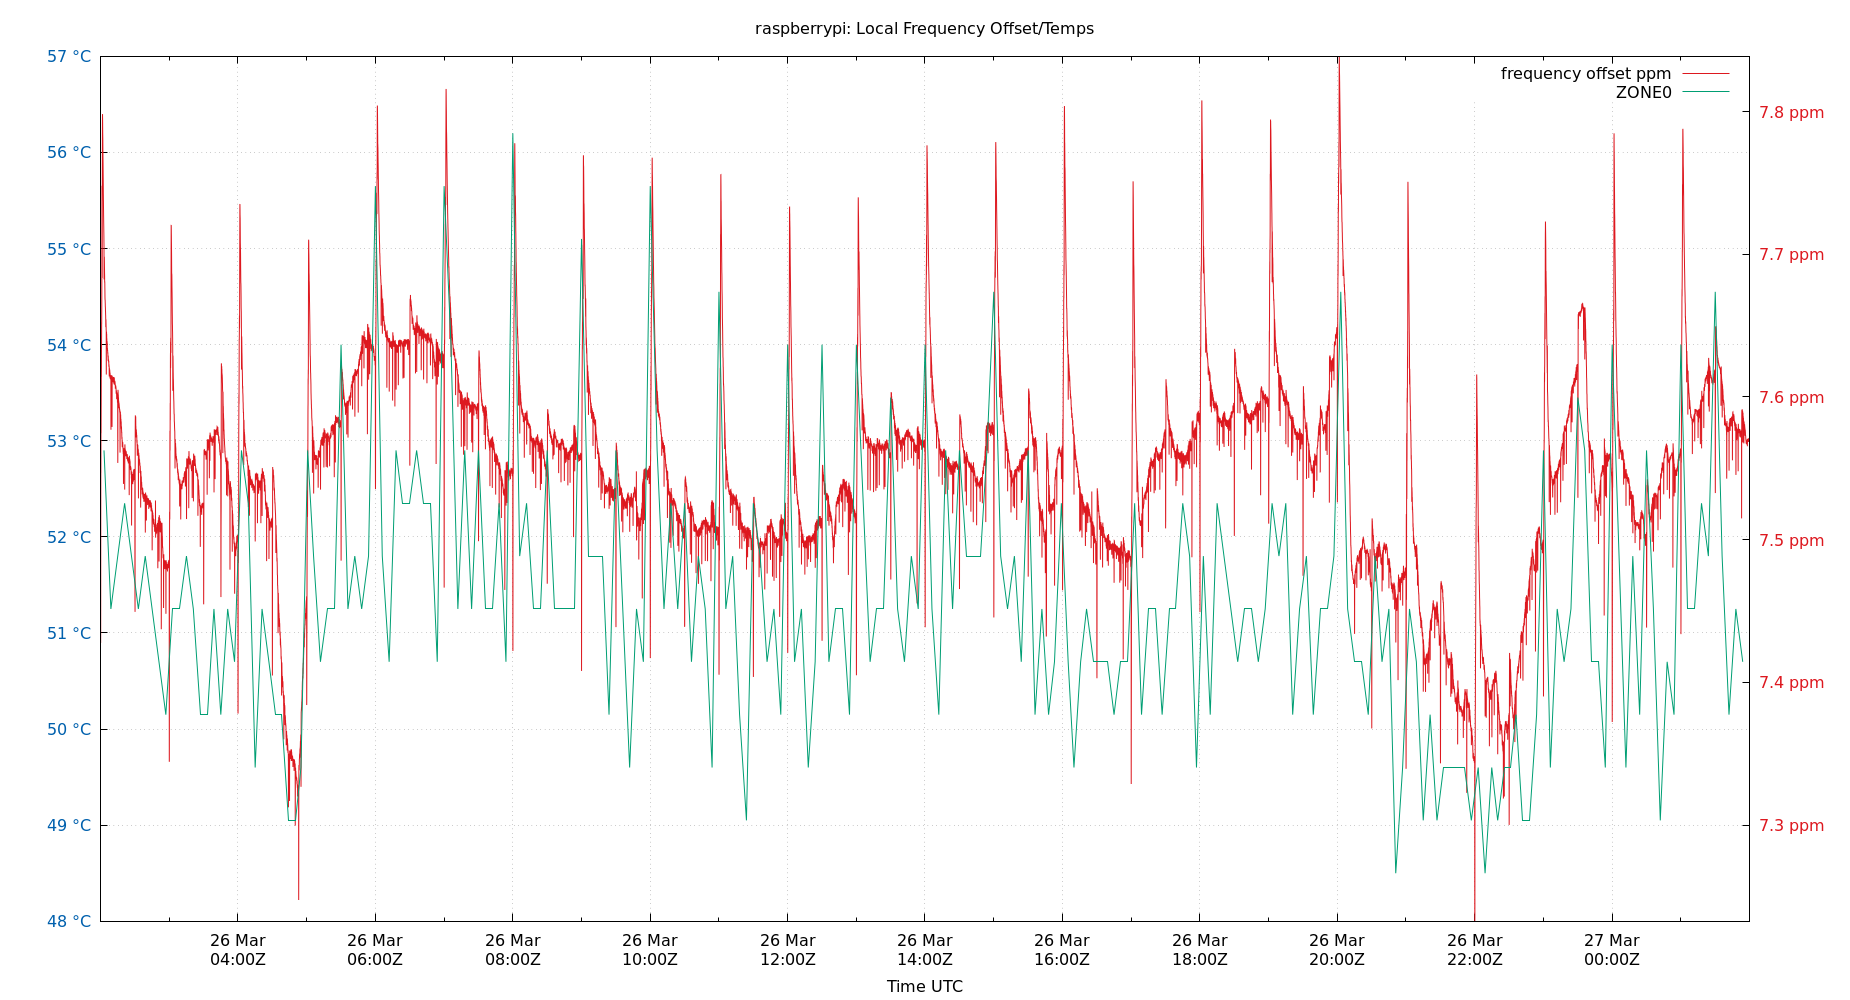 raspberrypi: Local Frequency Offset/Temps
frequency offset ppm
ZONE0
57 °C
56 °C
55 °C
54 °C
53 °C
52 °C
51 °C
50 °C
49 °C
48 °C
7.8 ppm
7.7 ppm
7.6 ppm
7.5 ppm
7.4 ppm
7.3 ppm
26 Mar 26 Mar 26 Mar 26 Mar 26 Mar 26 Mar 26 Mar 26 Mar 26 Mar 26 Mar 27 Mar
04:00Z 06:00Z 08:00Z 10:00Z 12:00Z 14:00Z 16:00Z 18:00Z 20:00Z 22:00Z 00:00Z
Time UTC